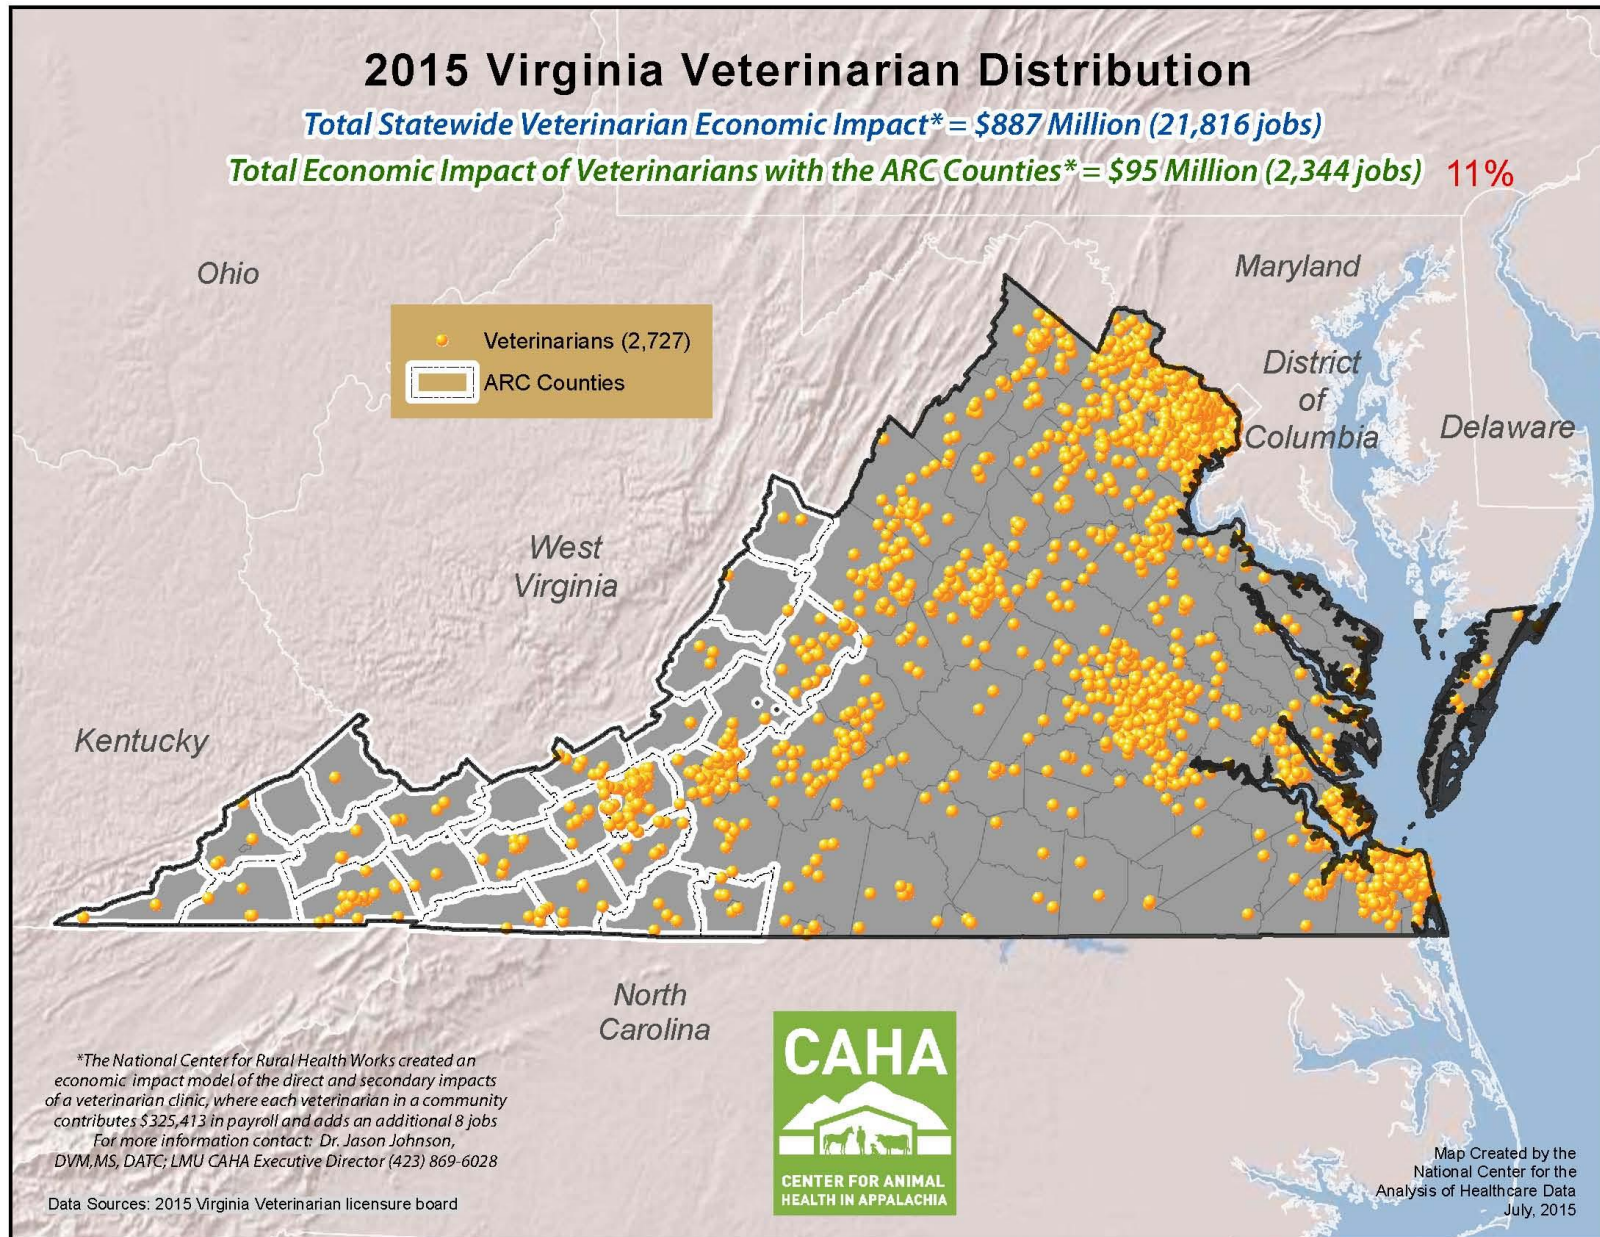 2015 Virginia Veterinarian Distribution
Total Statewide Veterinarian Economic Impact* = $887 Million (21,816 jobs)
Total Economic Impact of Veterinarians with the ARC Counties* = $95 Million (2,344 jobs) 11%
Ohio
Maryland
Veterinarians (2,727)
ARC Counties
District
of
Columbia
Delaware
West
Virginia
Kentucky
North
Carolina
*The National Center for Rural Health Works created an
economic impact model of the direct and secondary impacts
of a veterinarian clinic, where each veterinarian in a community
contributes $325,413 in payroll and adds an additional 8 jobs
For more information contact: Dr. Jason Johnson,
DVM,MS, DATC; LMU CAHA Executive Director (423) 869-6028
Data Sources: 2015 Virginia Veterinarian licensure board
CAHA
CENTER FOR ANIMAL
HEALTH IN APPALACHIA
Map Created by the
National Center for the
Analysis of Healthcare Data
July, 2015